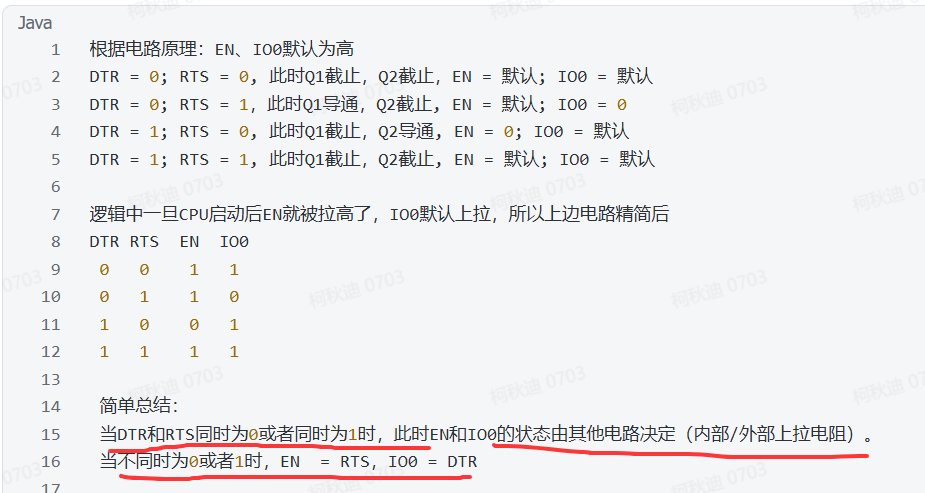 Java
1 根据电路原理：EN、IO0默认为高
2 DTR = 0; RTS = 0, 此时Q1截止，Q2截止，EN = 默认; IO0 = 默认
3 DTR = 0; RTS = 1, 此时Q1导通，Q2截止, EN = 默认; IO0 = 0
4 DTR = 1; RTS = 0, 此时Q1截止，Q2导通, EN = 0; IO0 = 默认
5 DTR = 1; RTS = 1, 此时Q1截止，Q2截止, EN = 默认; IO0 = 默认
6
7 逻辑中一旦CPU启动后EN就被拉高了，IO0默认上拉，所以上边电路精简后
8 DTR RTS EN IO0
9 0 0 1 1
10 0 1 1 0
11 1 0 0 1
12 1 1 1 1
13
14 简单总结：
15 当DTR和RTS同时为0或者同时为1时，此时EN和IO0的状态由其他电路决定（内部/外部上拉电阻）。
16 当不同时为0或者1时，EN = RTS，IO0 = DTR
17
柯秋迪 0703